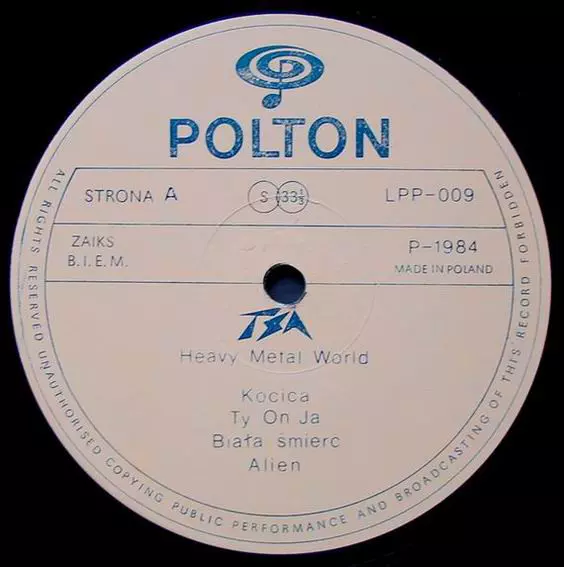 POLTON
STRONA A
S 33⅓
LPP-009
ZAIKS
B.I.E.M.
P-1984
MADE IN POLAND
TSA
Heavy Metal World
Kocica
Ty On Ja
Biała śmierc
Alien
ALL RIGHTS RESERVED UNAUTHORISED COPYING PUBLIC PERFORMANCE AND BROADCASTING OF THIS RECORD FORBIDDEN